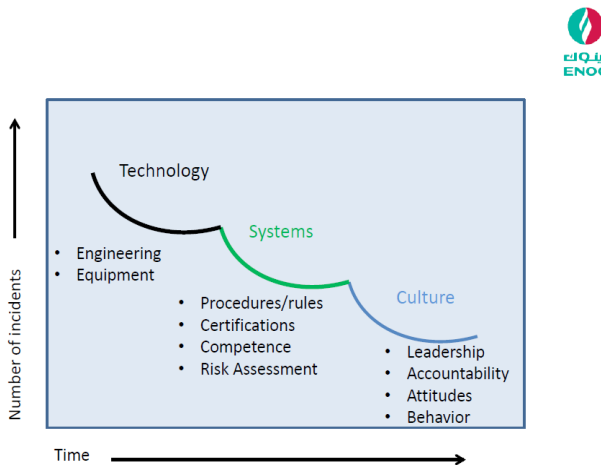 اينوك
ENOC
Technology
• Engineering
• Equipment
Systems
• Procedures/rules
• Certifications
• Competence
• Risk Assessment
Culture
• Leadership
• Accountability
• Attitudes
• Behavior
Number of incidents
Time